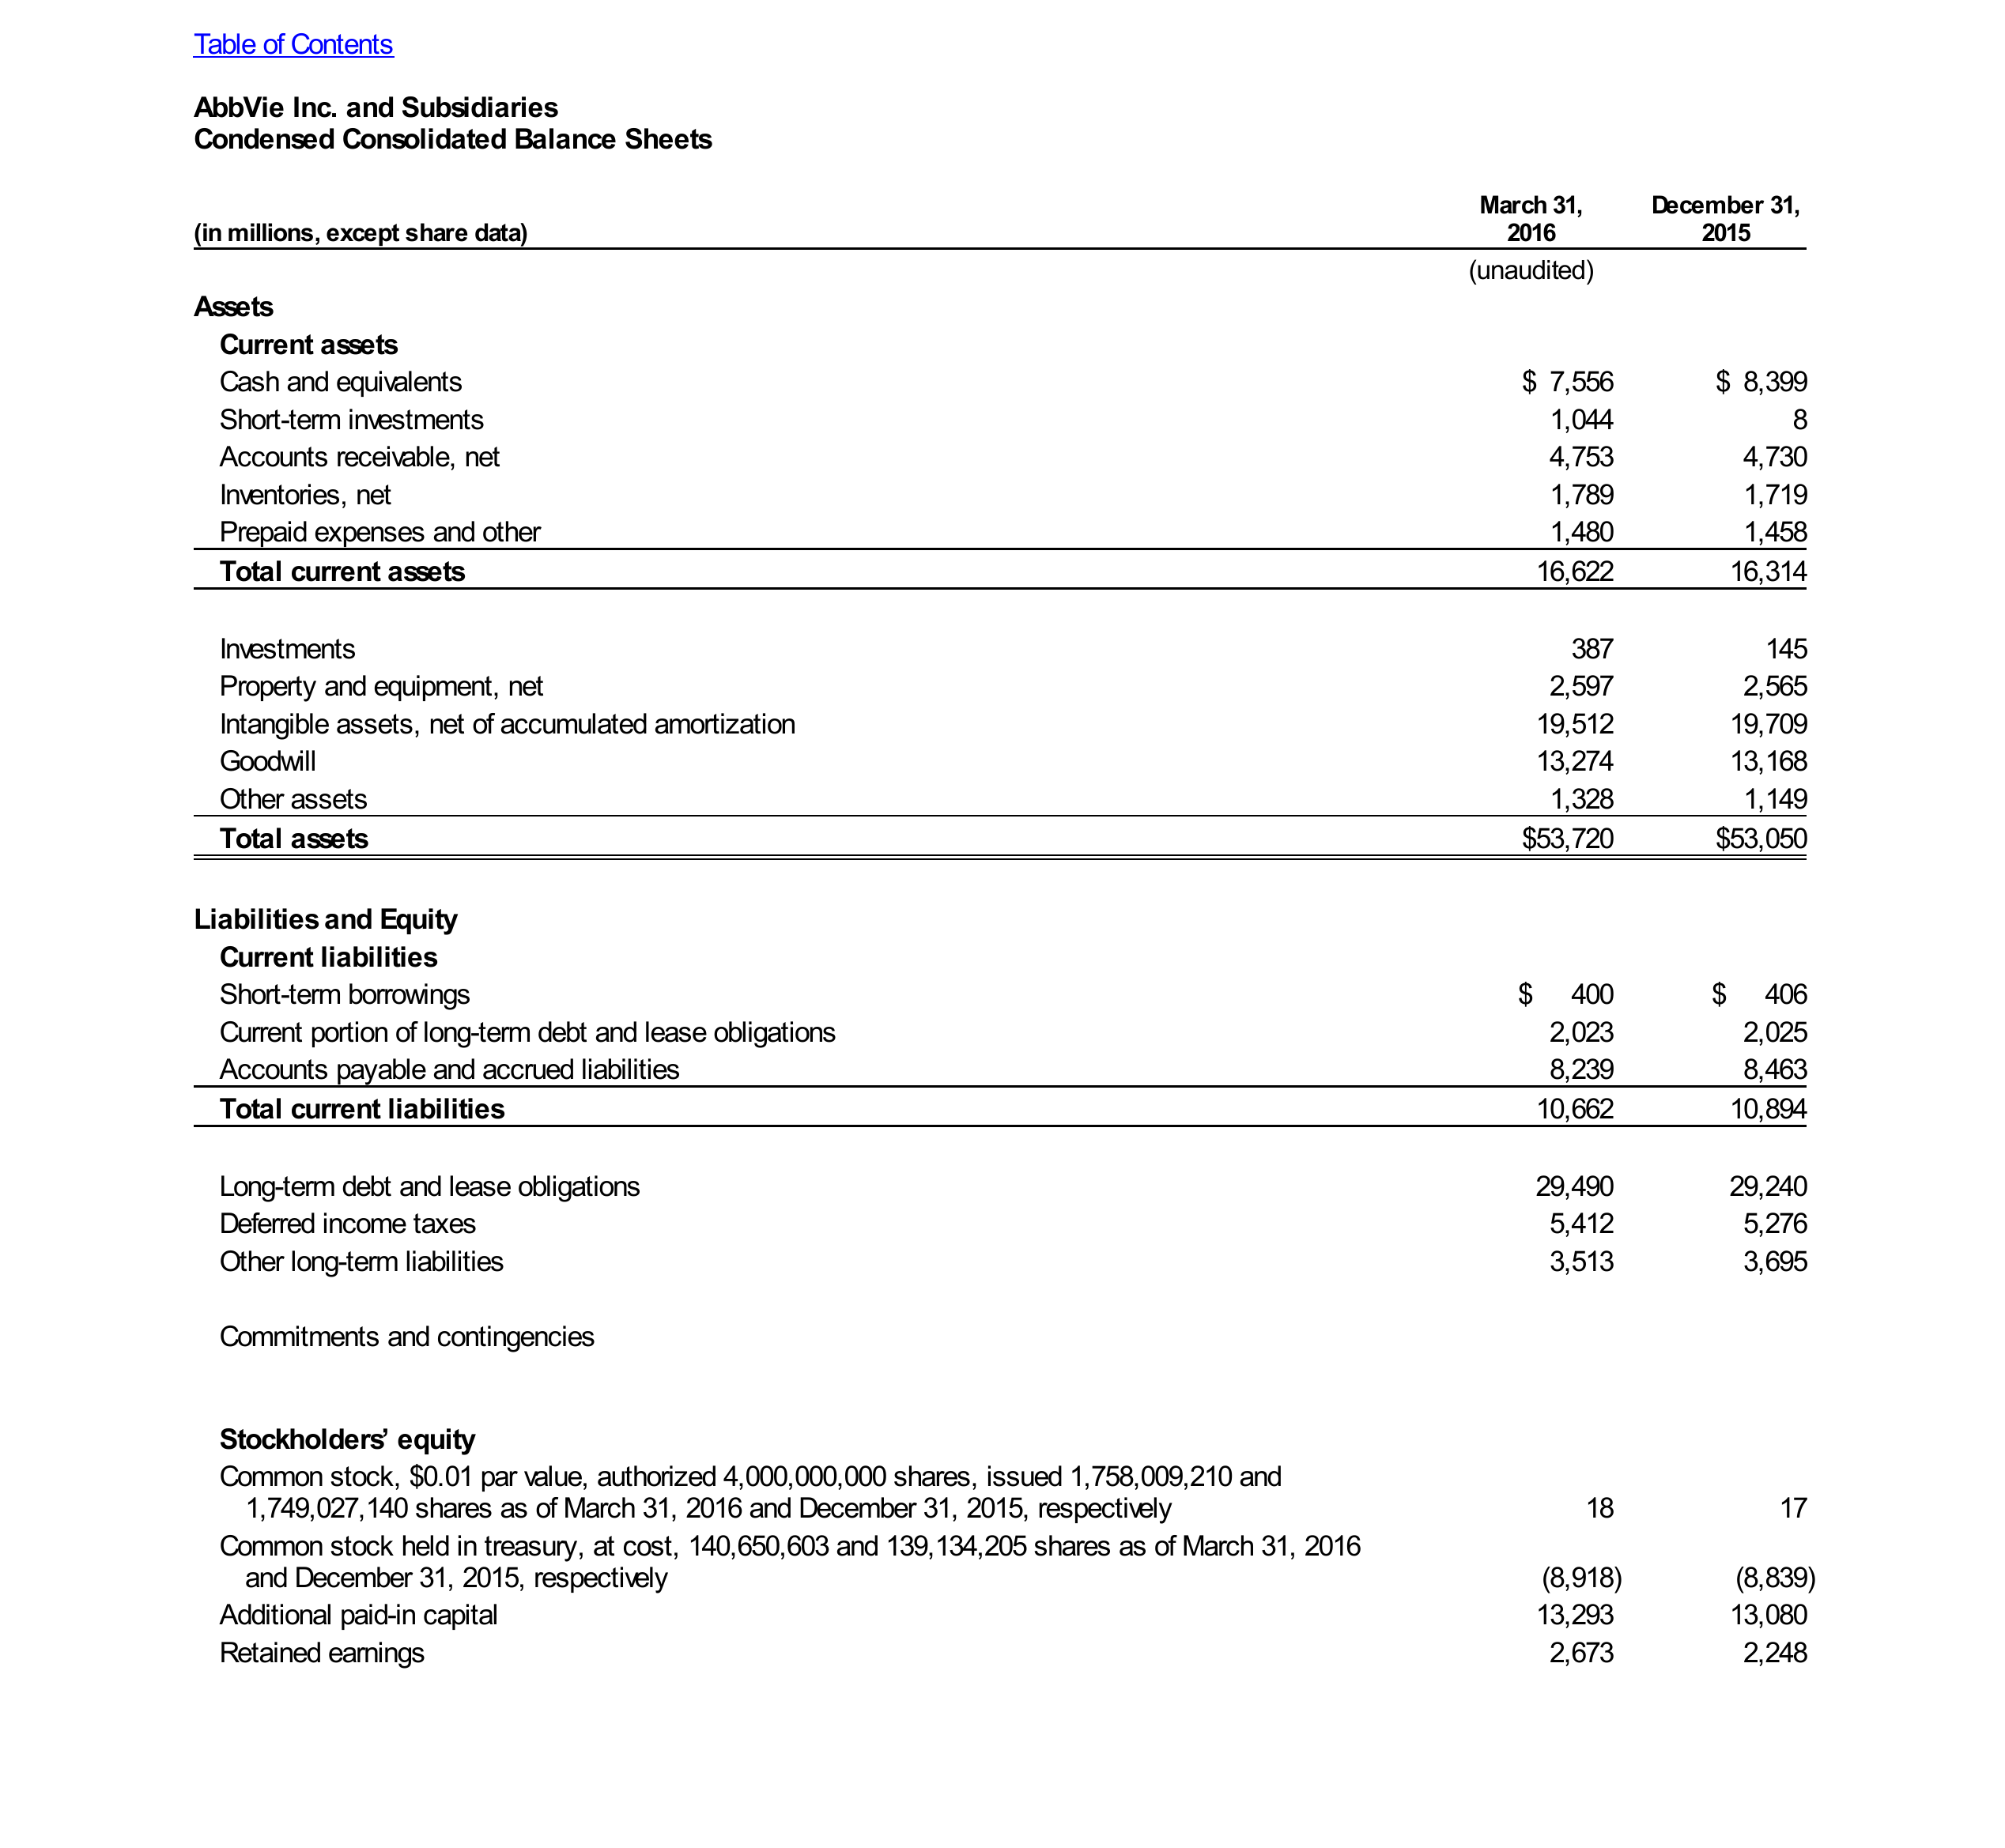 Table of Contents
AbbVie Inc. and Subsidiaries
Condensed Consolidated Balance Sheets
March 31, December 31,
(in millions, except share data) 2016 2015
(unaudited)
Assets
Current assets
Cash and equivalents $ 7,556 $ 8,399
Short-term investments 1,044 8
Accounts receivable, net 4,753 4,730
Inventories, net 1,789 1,719
Prepaid expenses and other 1,480 1,458
Total current assets 16,622 16,314
Investments 387 145
Property and equipment, net 2,597 2,565
Intangible assets, net of accumulated amortization 19,512 19,709
Goodwill 13,274 13,168
Other assets 1,328 1,149
Total assets $53,720 $53,050
Liabilities and Equity
Current liabilities
Short-term borrowings $ 400 $ 406
Current portion of long-term debt and lease obligations 2,023 2,025
Accounts payable and accrued liabilities 8,239 8,463
Total current liabilities 10,662 10,894
Long-term debt and lease obligations 29,490 29,240
Deferred income taxes 5,412 5,276
Other long-term liabilities 3,513 3,695
Commitments and contingencies
Stockholders’ equity
Common stock, $0.01 par value, authorized 4,000,000,000 shares, issued 1,758,009,210 and
1,749,027,140 shares as of March 31, 2016 and December 31, 2015, respectively 18 17
Common stock held in treasury, at cost, 140,650,603 and 139,134,205 shares as of March 31, 2016
and December 31, 2015, respectively (8,918) (8,839)
Additional paid-in capital 13,293 13,080
Retained earnings 2,673 2,248